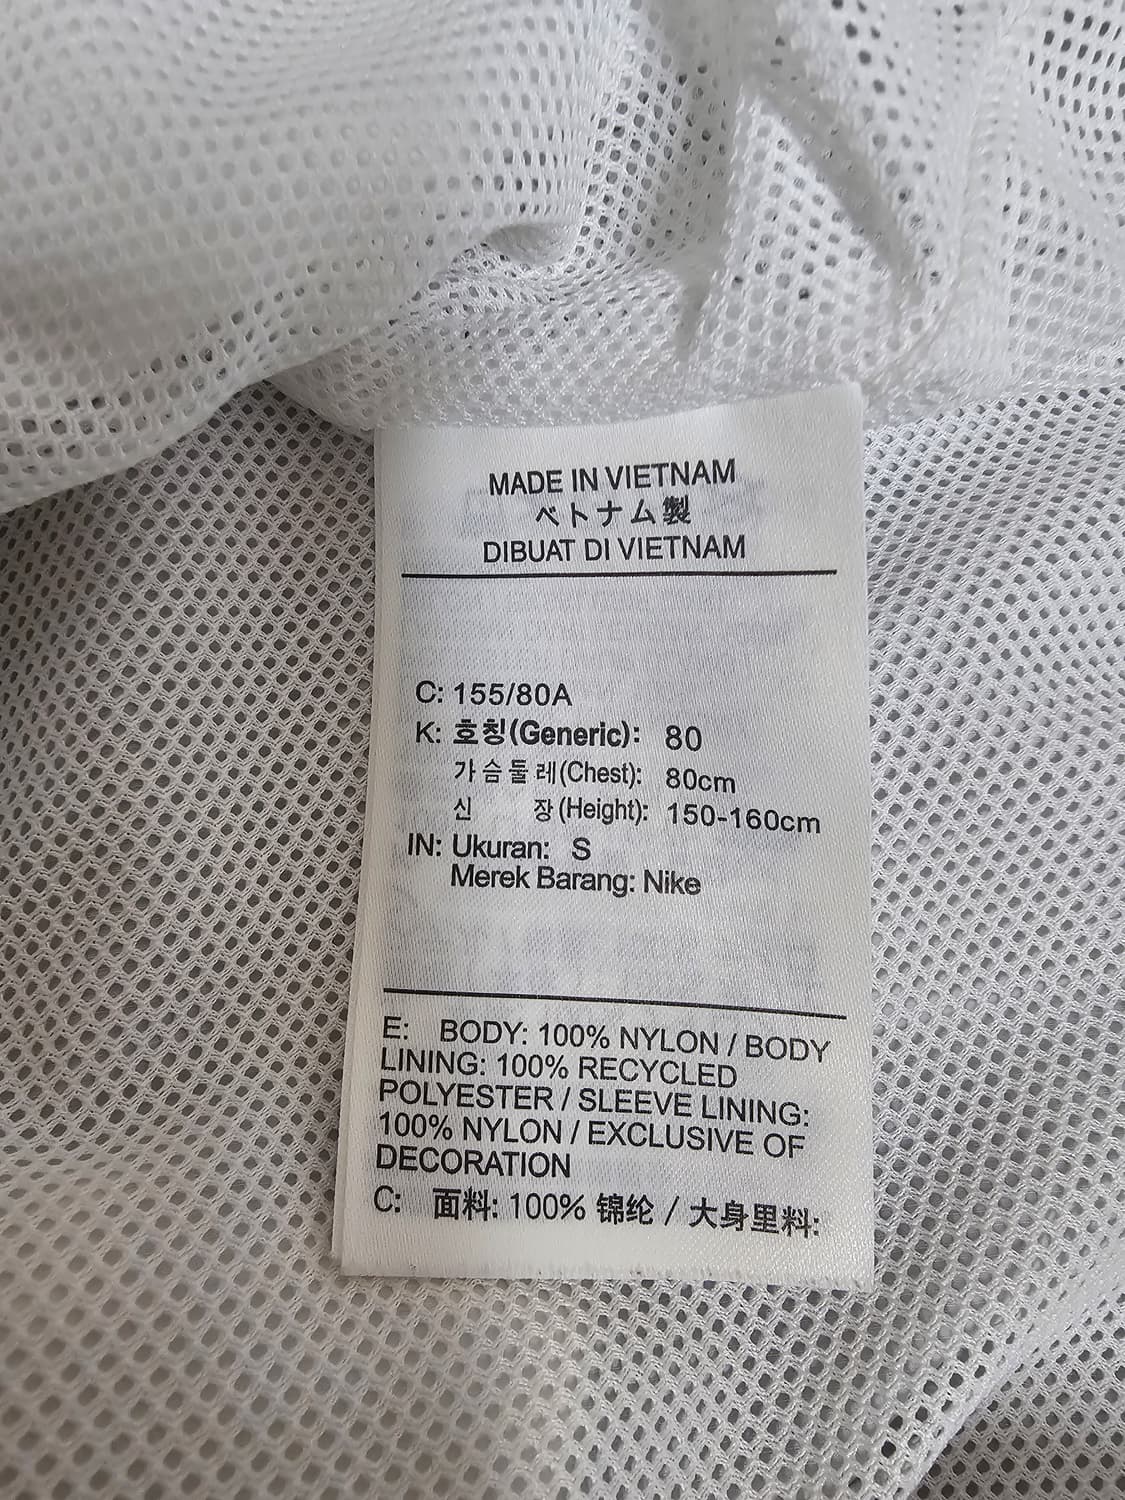 MADE IN VIETNAM
ベトナム製
DIBUAT DI VIETNAM
C: 155/80A
K: 호칭(Generic): 80
가슴둘레(Chest): 80cm
신 장(Height): 150-160cm
IN: Ukuran: S
Merek Barang: Nike
E: BODY: 100% NYLON / BODY
LINING: 100% RECYCLED
POLYESTER / SLEEVE LINING:
100% NYLON / EXCLUSIVE OF
DECORATION
C: 面料: 100% 锦纶 / 大身里料: